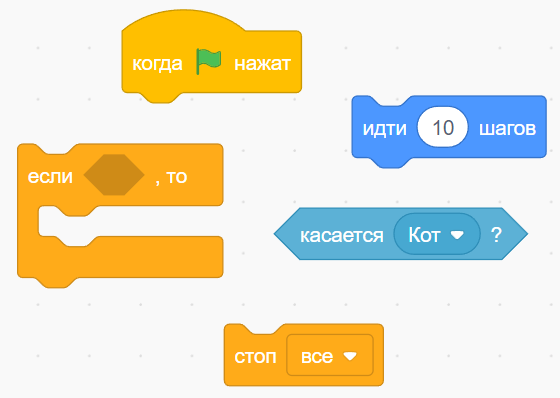 когда нажат
идти 10 шагов
если , то
касается Кот ?
стоп все